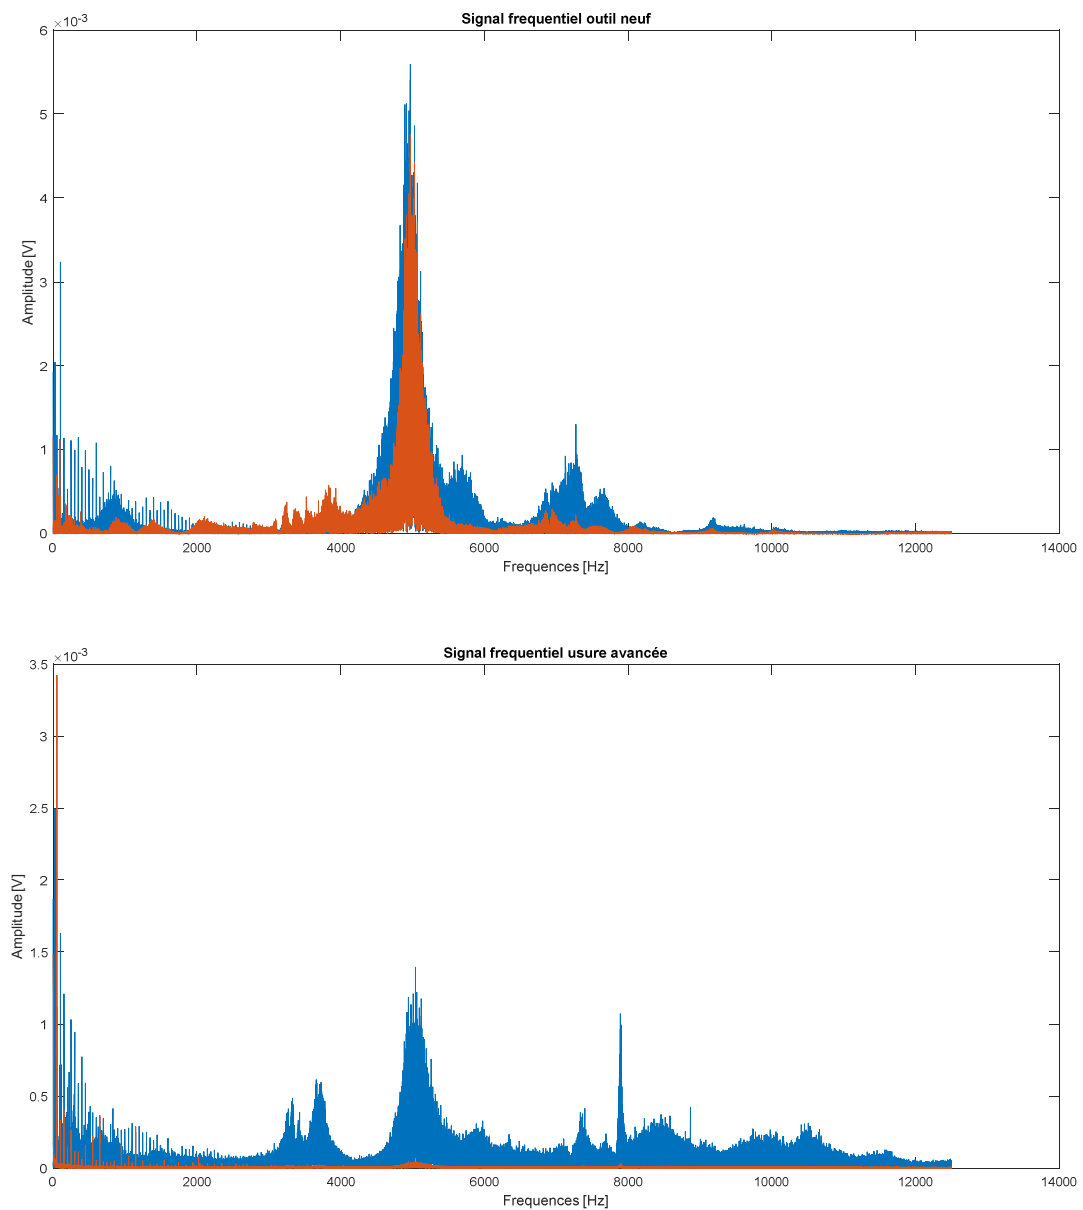 Signal frequentiel outil neuf
×10-3
6
5
4
3
2
1
0
Amplitude [V]
0 2000 4000 6000 8000 10000 12000 14000
Frequences [Hz]
Signal frequentiel usure avancée
×10-3
3.5
3
2.5
2
1.5
1
0.5
0
Amplitude [V]
0 2000 4000 6000 8000 10000 12000 14000
Frequences [Hz]